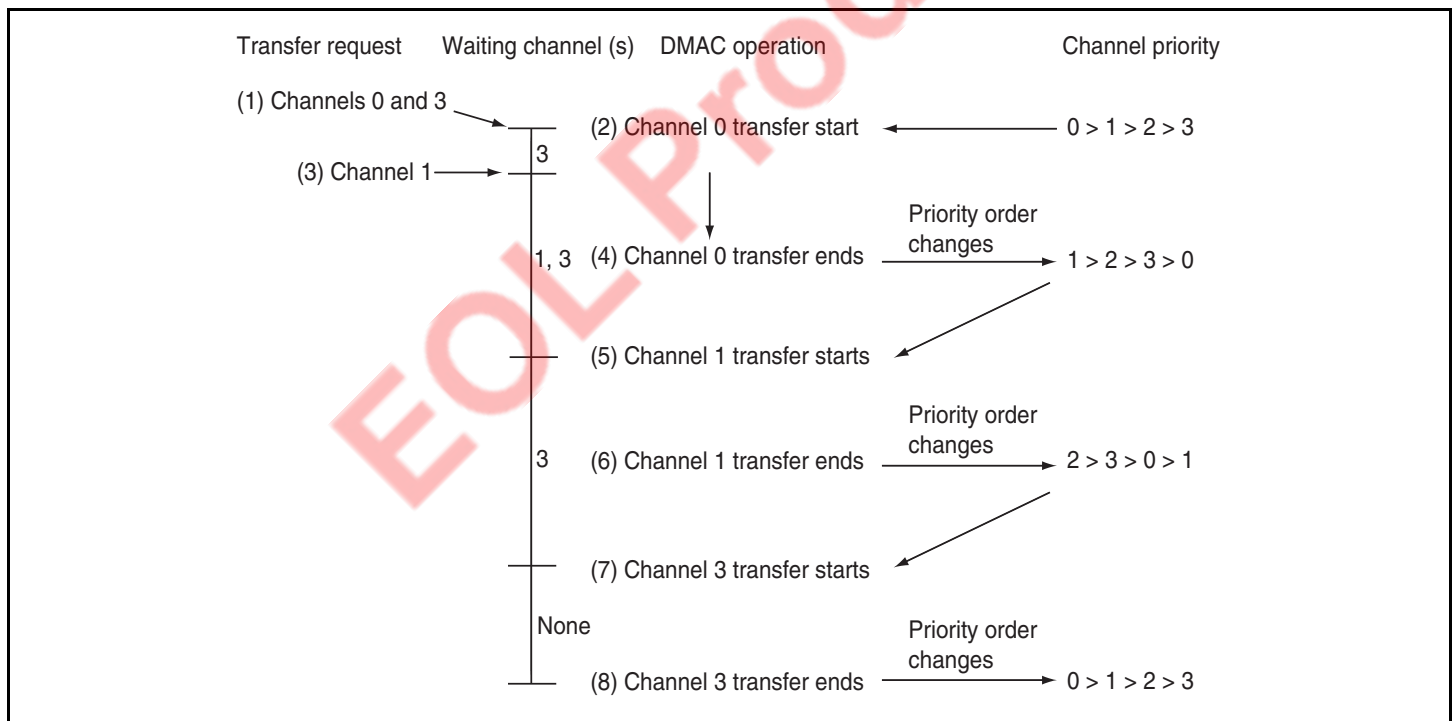 Transfer request Waiting channel (s) DMAC operation Channel priority
(1) Channels 0 and 3
(2) Channel 0 transfer start
0 > 1 > 2 > 3
3
(3) Channel 1
Priority order
changes
1, 3
(4) Channel 0 transfer ends
1 > 2 > 3 > 0
(5) Channel 1 transfer starts
Priority order
changes
3
(6) Channel 1 transfer ends
2 > 3 > 0 > 1
(7) Channel 3 transfer starts
None
Priority order
changes
(8) Channel 3 transfer ends
0 > 1 > 2 > 3
EOL